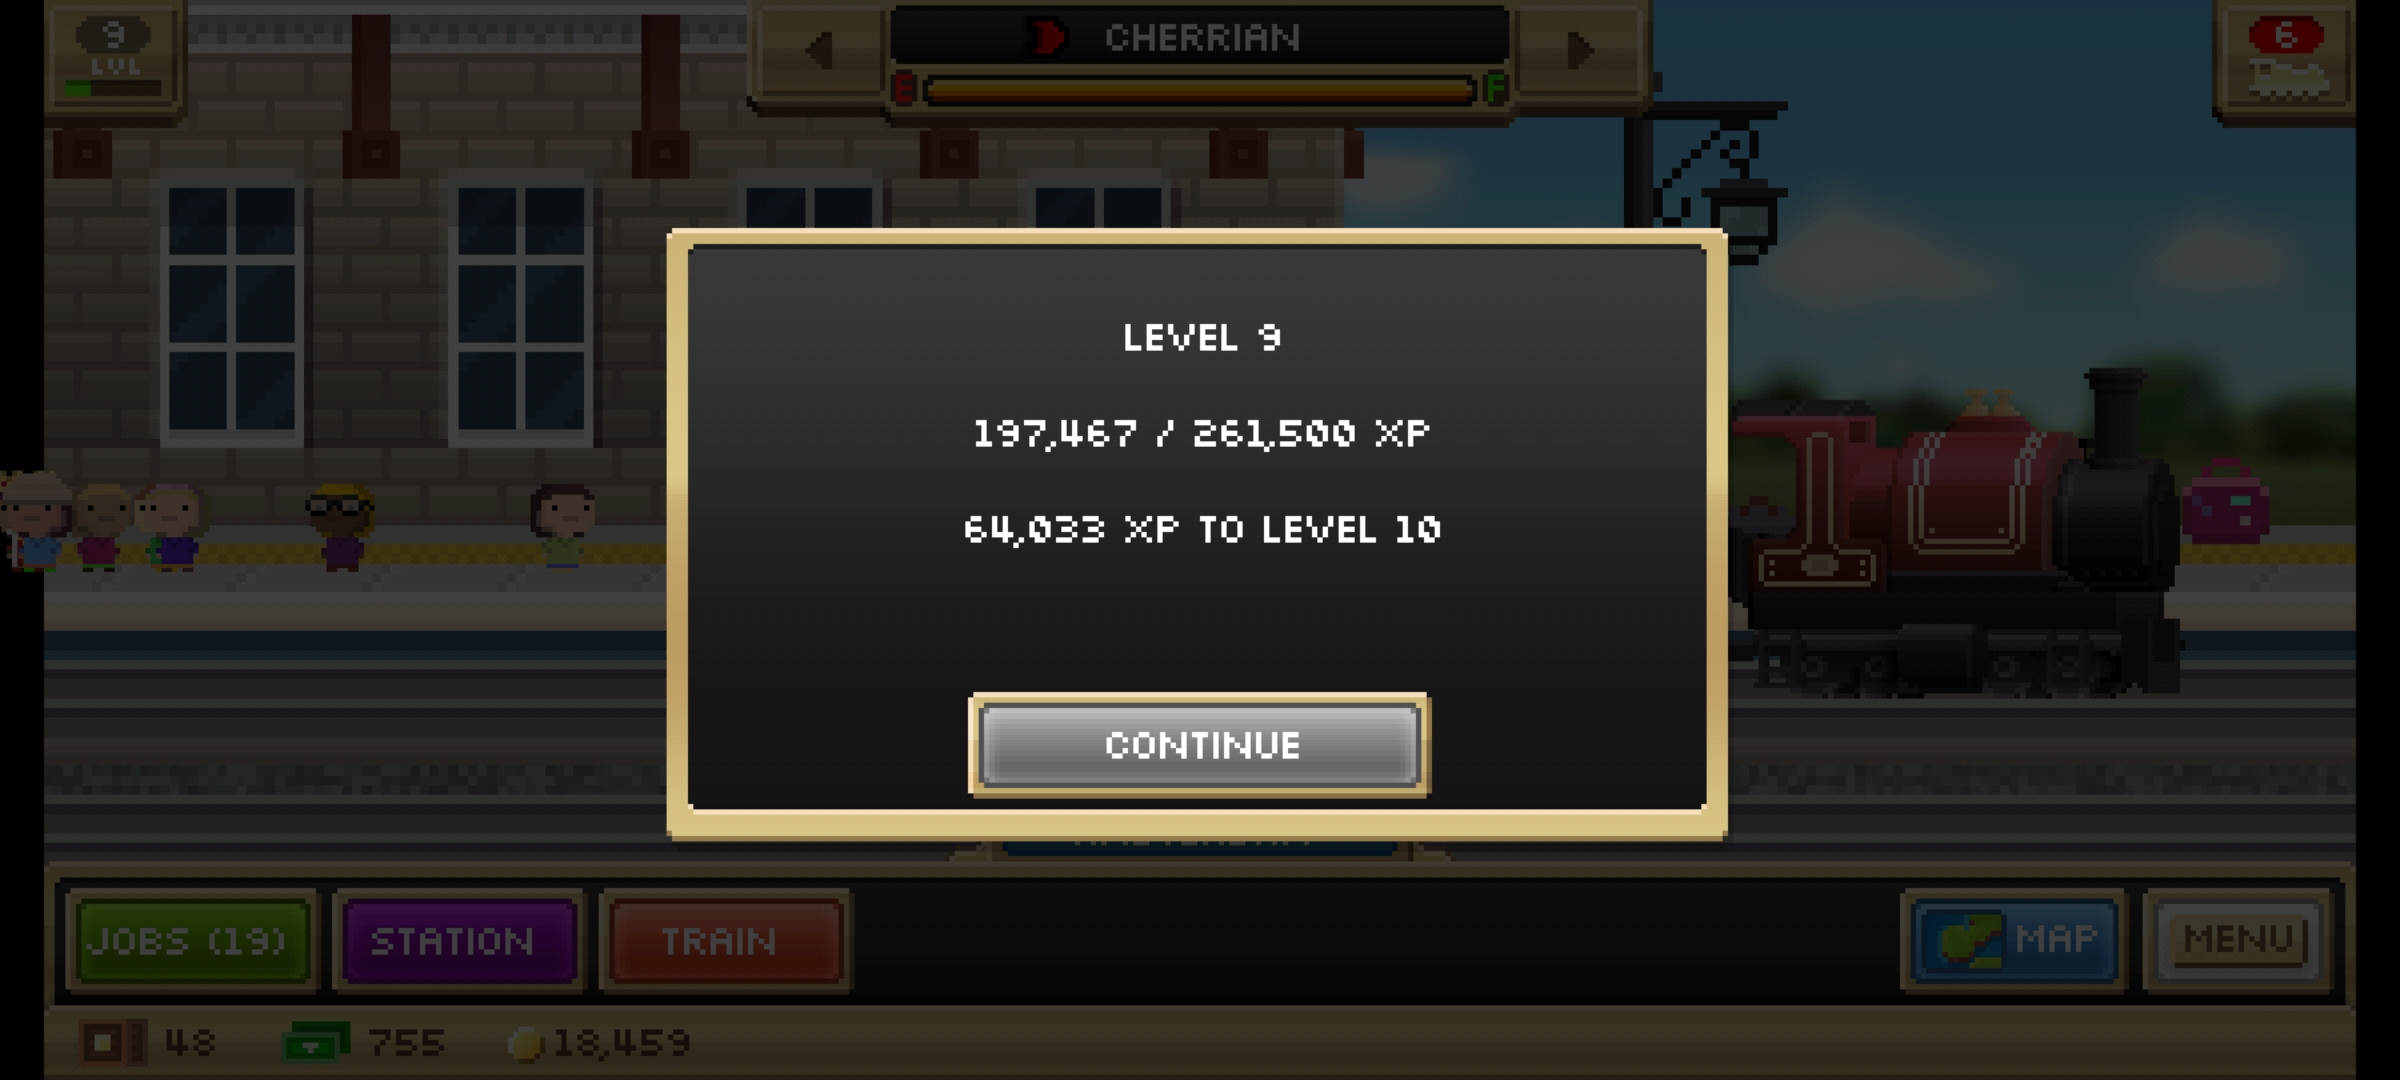 9
LVL
CHERRIAN
E F
6
LEVEL 9
197,467 / 261,500 XP
64,033 XP TO LEVEL 10
CONTINUE
JOBS (19)
STATION
TRAIN
MAP
MENU
48
755
18,459